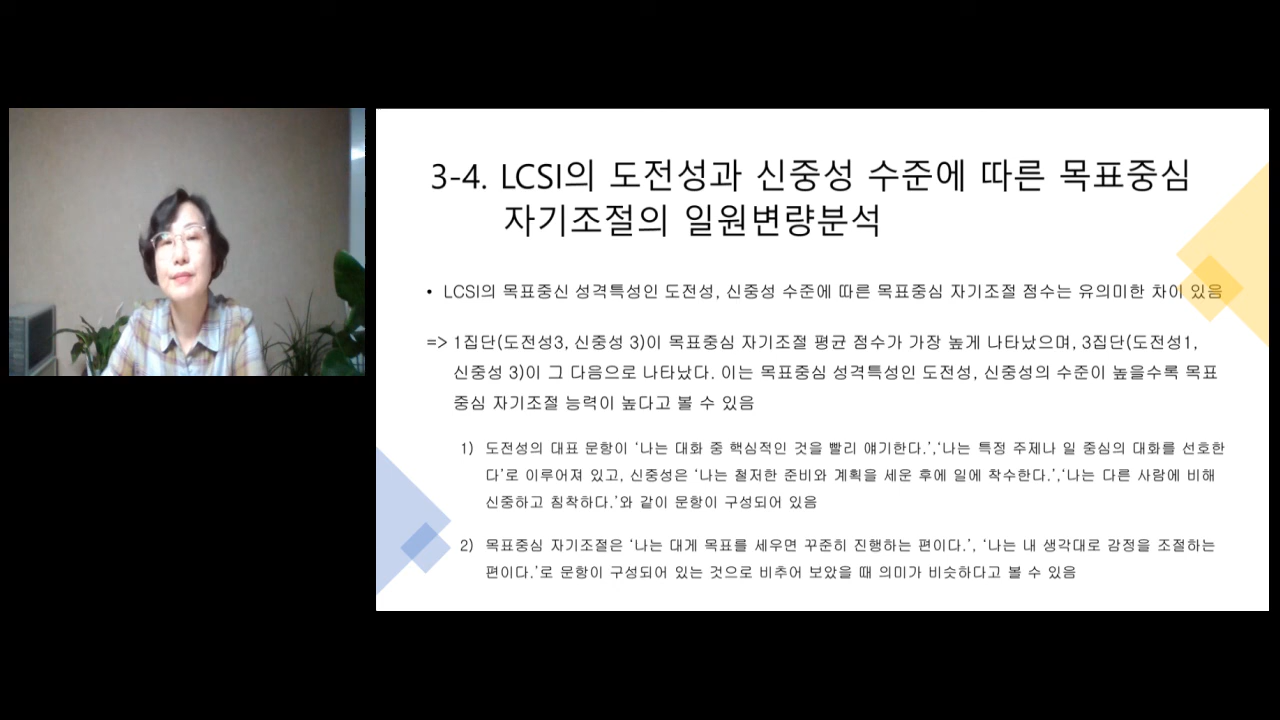 3-4. LCSI의 도전성과 신중성 수준에 따른 목표중심
자기조절의 일원변량분석
• LCSI의 목표중신 성격특성인 도전성, 신중성 수준에 따른 목표중심 자기조절 점수는 유의미한 차이 있음
=> 1집단(도전성3, 신중성 3)이 목표중심 자기조절 평균 점수가 가장 높게 나타났으며, 3집단(도전성1,
신중성 3)이 그 다음으로 나타났다. 이는 목표중심 성격특성인 도전성, 신중성의 수준이 높을수록 목표
중심 자기조절 능력이 높다고 볼 수 있음
1) 도전성의 대표 문항이 ‘나는 대화 중 핵심적인 것을 빨리 얘기한다.’,‘나는 특정 주제나 일 중심의 대화를 선호한
다’로 이루어져 있고, 신중성은 ‘나는 철저한 준비와 계획을 세운 후에 일에 착수한다.’,‘나는 다른 사람에 비해
신중하고 침착하다.’와 같이 문항이 구성되어 있음
2) 목표중심 자기조절은 ‘나는 대게 목표를 세우면 꾸준히 진행하는 편이다.’, ‘나는 내 생각대로 감정을 조절하는
편이다.’로 문항이 구성되어 있는 것으로 비추어 보았을 때 의미가 비슷하다고 볼 수 있음